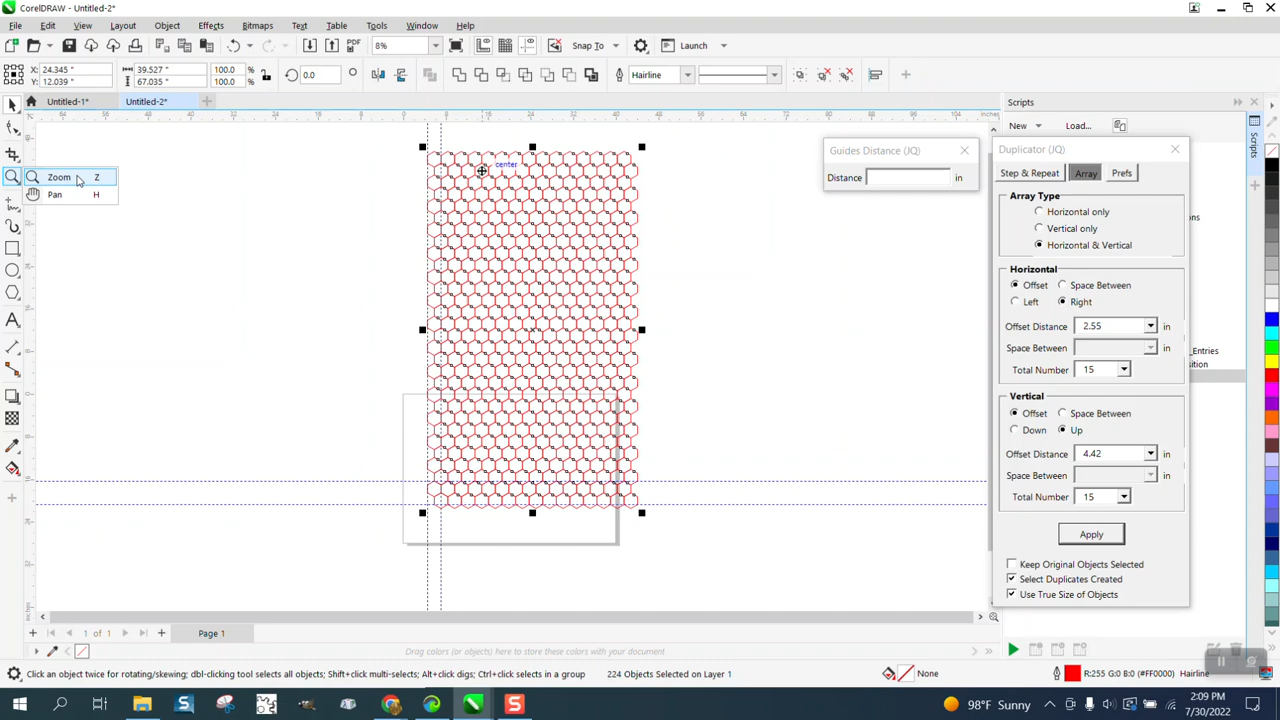 CorelDRAW - Untitled-2*
File Edit View Layout Object Effects Bitmaps Text Table Tools Window Help
PDF 8% Snap To Launch
X: 24.345 " 39.527 " 100.0 % 0.0 Hairline
Y: 12.039 " 67.035 " 100.0 %
Untitled-1* Untitled-2*
Scripts
New Load...
Zoom Z
Pan H
center
Guides Distance (JQ)
Distance in
Duplicator (JQ)
Step & Repeat Array Prefs
Array Type
Horizontal only
Vertical only
Horizontal & Vertical
Horizontal
Offset Space Between
Left Right
Offset Distance 2.55 in
Space Between in
Total Number 15
Vertical
Offset Space Between
Down Up
Offset Distance 4.42 in
Space Between in
Total Number 15
Apply
Keep Original Objects Selected
Select Duplicates Created
Use True Size of Objects
Scripts
_Entries
1 of 1 Page 1
Drag colors (or objects) here to store these colors with your document
Click an object twice for rotating/skewing; dbl-clicking tool selects all objects; Shift+click multi-selects; Alt+click digs; Ctrl+click selects in a group 224 Objects Selected on Layer 1 None R:255 G:0 B:0 (#FF0000) Hairline
98°F Sunny 2:09 PM
7/30/2022